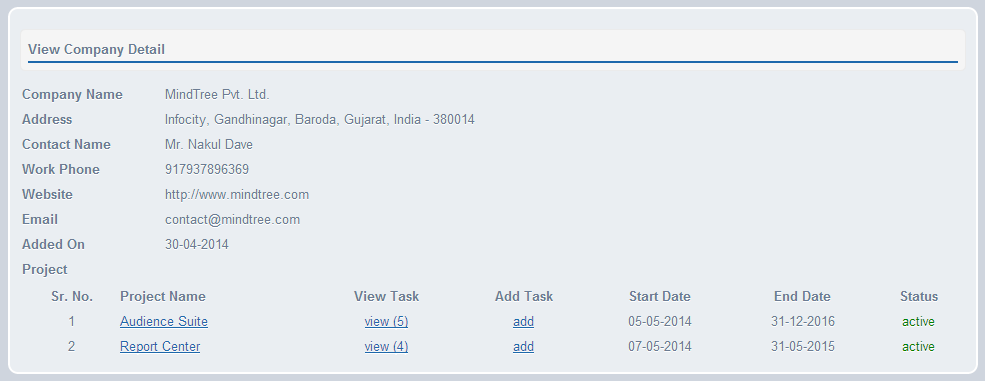 View Company Detail
Company Name MindTree Pvt. Ltd.
Address Infocity, Gandhinagar, Baroda, Gujarat, India - 380014
Contact Name Mr. Nakul Dave
Work Phone 917937896369
Website http://www.mindtree.com
Email contact@mindtree.com
Added On 30-04-2014
Project
Sr. No. Project Name View Task Add Task Start Date End Date Status
1 Audience Suite view (5) add 05-05-2014 31-12-2016 active
2 Report Center view (4) add 07-05-2014 31-05-2015 active